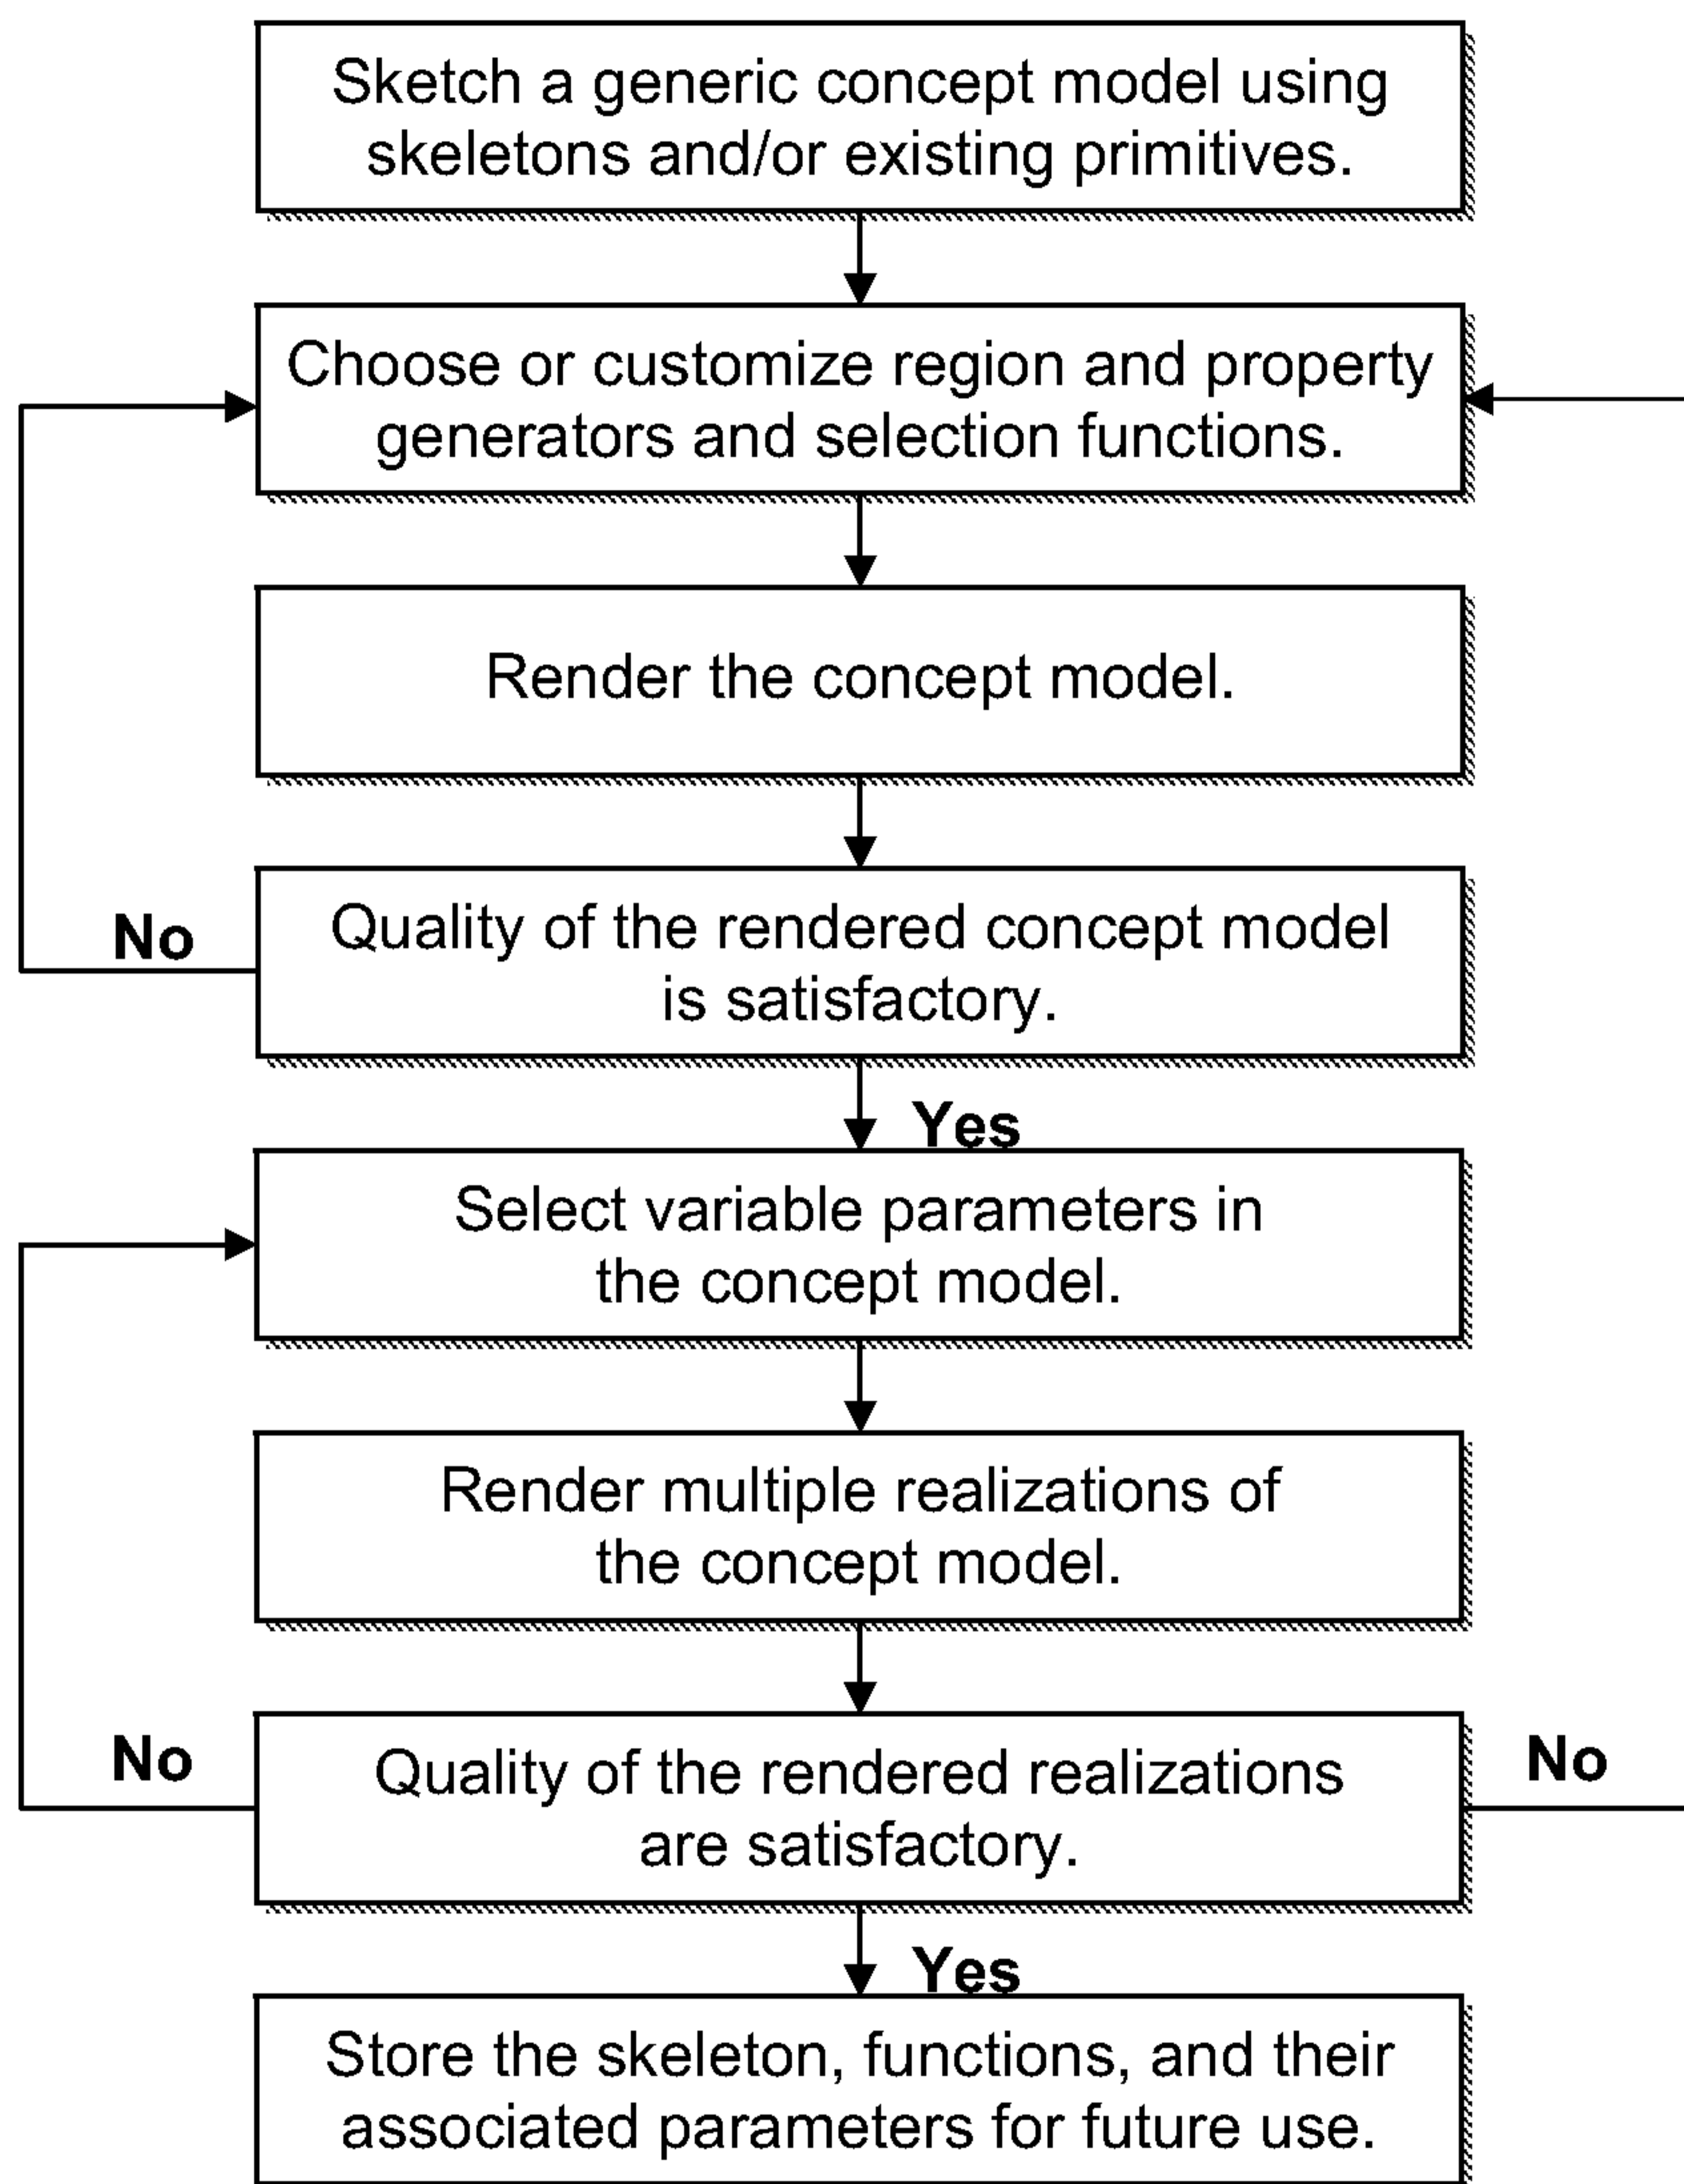 Sketch a generic concept model using
skeletons and/or existing primitives.
Choose or customize region and property
generators and selection functions.
Render the concept model.
No
Quality of the rendered concept model
is satisfactory.
Yes
Select variable parameters in
the concept model.
Render multiple realizations of
the concept model.
No
Quality of the rendered realizations
are satisfactory.
No
Yes
Store the skeleton, functions, and their
associated parameters for future use.